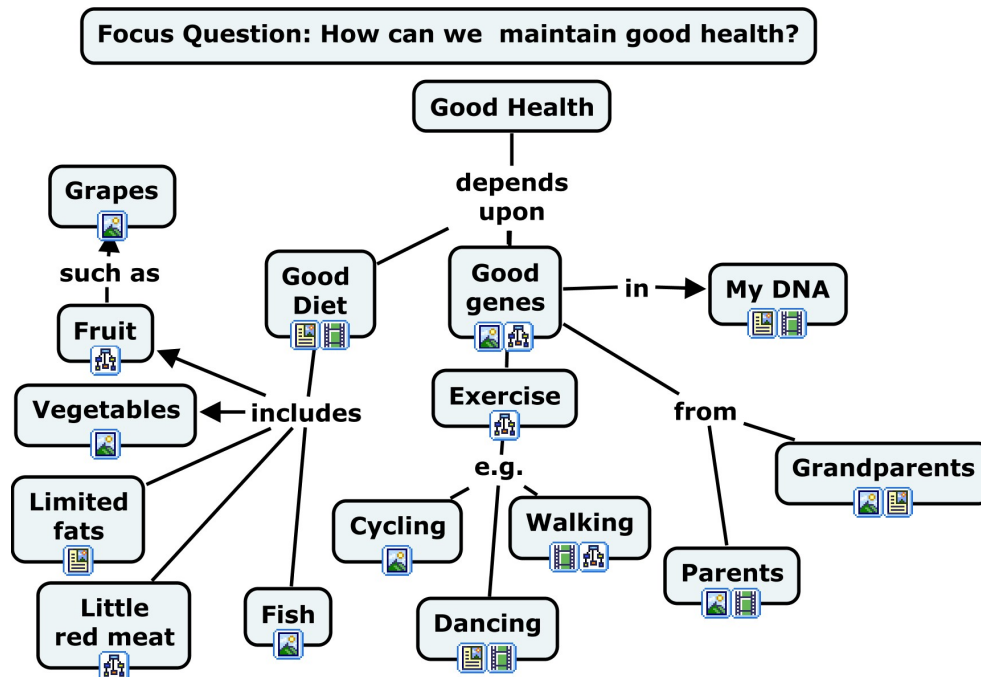 Focus Question: How can we maintain good health?
Good Health
depends
upon
Grapes
such as
Fruit
Good
Diet
Good
genes
in
My DNA
Vegetables
includes
Exercise
from
e.g.
Grandparents
Limited
fats
Cycling
Walking
Parents
Little
red meat
Fish
Dancing